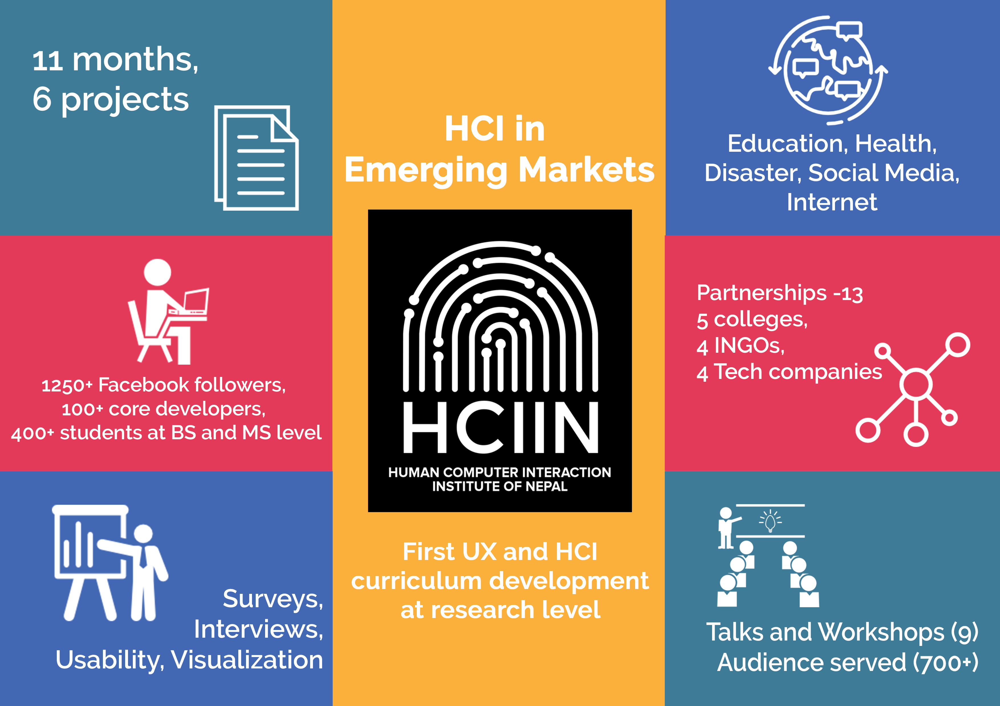 11 months,
6 projects
HCI in
Emerging Markets
Education, Health,
Disaster, Social Media,
Internet
1250+ Facebook followers,
100+ core developers,
400+ students at BS and MS level
HCIIN
HUMAN COMPUTER INTERACTION
INSTITUTE OF NEPAL
Partnerships -13
5 colleges,
4 INGOs,
4 Tech companies
Surveys,
Interviews,
Usability, Visualization
First UX and HCI
curriculum development
at research level
Talks and Workshops (9)
Audience served (700+)